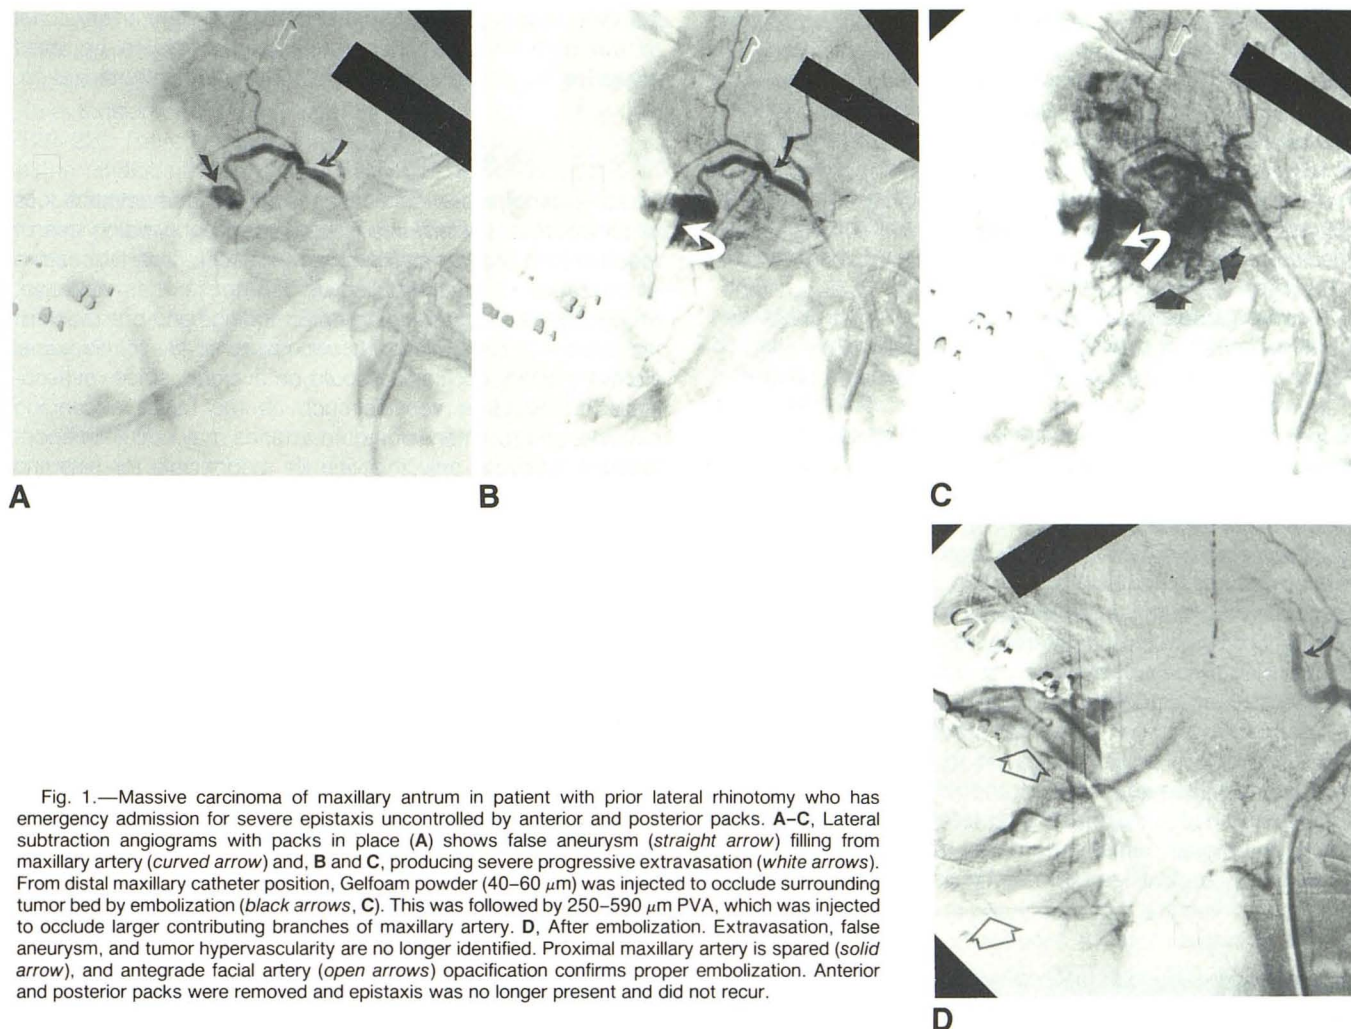 A
B
C
D
Fig. 1.—Massive carcinoma of maxillary antrum in patient with prior lateral rhinotomy who has
emergency admission for severe epistaxis uncontrolled by anterior and posterior packs. A–C, Lateral
subtraction angiograms with packs in place (A) shows false aneurysm (straight arrow) filling from
maxillary artery (curved arrow) and, B and C, producing severe progressive extravasation (white arrows).
From distal maxillary catheter position, Gelfoam powder (40–60 μm) was injected to occlude surrounding
tumor bed by embolization (black arrows, C). This was followed by 250–590 μm PVA, which was injected
to occlude larger contributing branches of maxillary artery. D, After embolization. Extravasation, false
aneurysm, and tumor hypervascularity are no longer identified. Proximal maxillary artery is spared (solid
arrow), and antegrade facial artery (open arrows) opacification confirms proper embolization. Anterior
and posterior packs were removed and epistaxis was no longer present and did not recur.